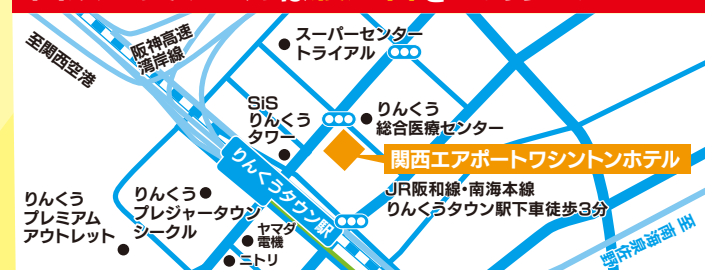 スーパーセンター
トライアル
阪神高速
湾岸線
至関西空港
SiS
りんくう
タワー
りんくう
総合医療センター
関西エアポートワシントンホテル
JR阪和線・南海本線
りんくうタウン駅下車徒歩3分
りんくうタウン駅
りんくう
プレミアム
アウトレット
りんくう
プレジャータウン
シークル
ヤマダ
電機
ニトリ
至南海泉佐野